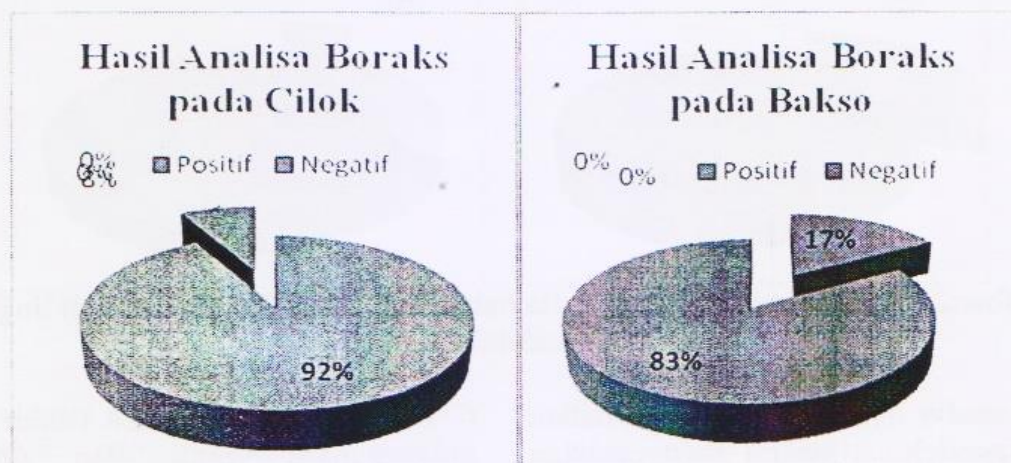 Hasil Analisa Boraks
pada Cilok
0%
Positif Negatif
92%
Hasil Analisa Boraks
pada Bakso
0%
0%
Positif Negatif
17%
83%